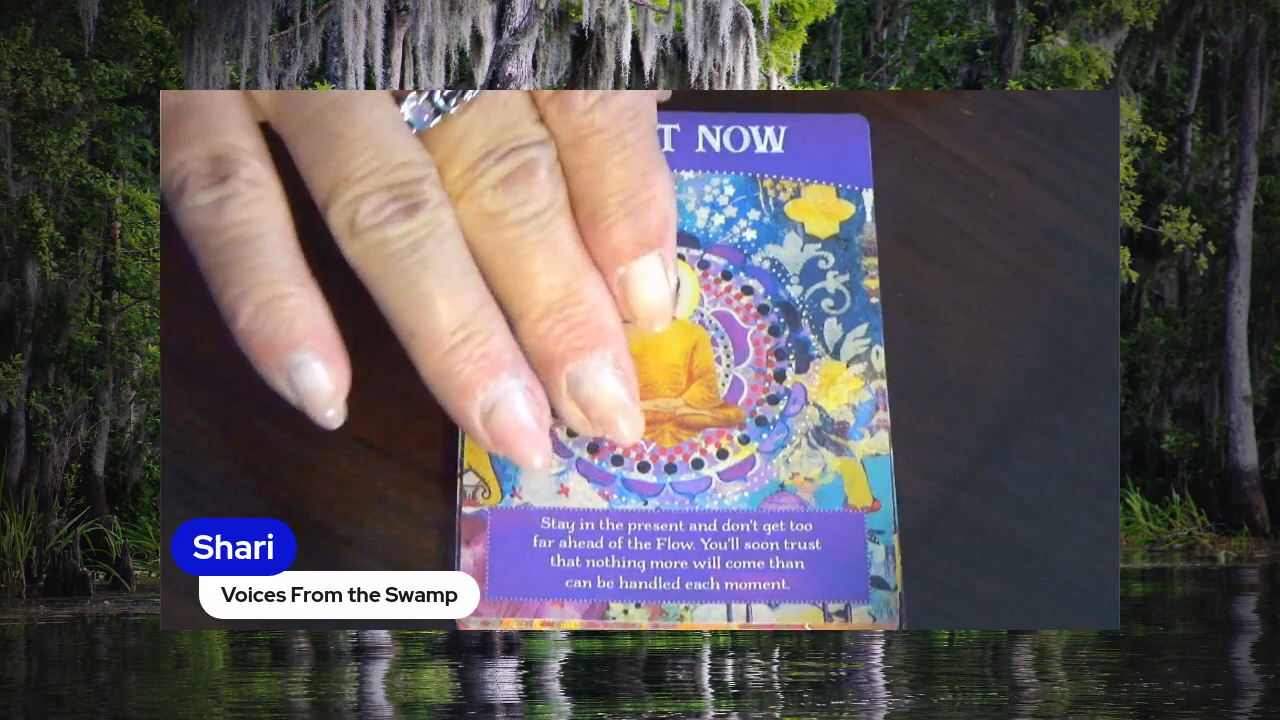 T NOW
Stay in the present and don't get too
far ahead of the Flow. You'll soon trust
that nothing more will come than
can be handled each moment.
Shari
Voices From the Swamp